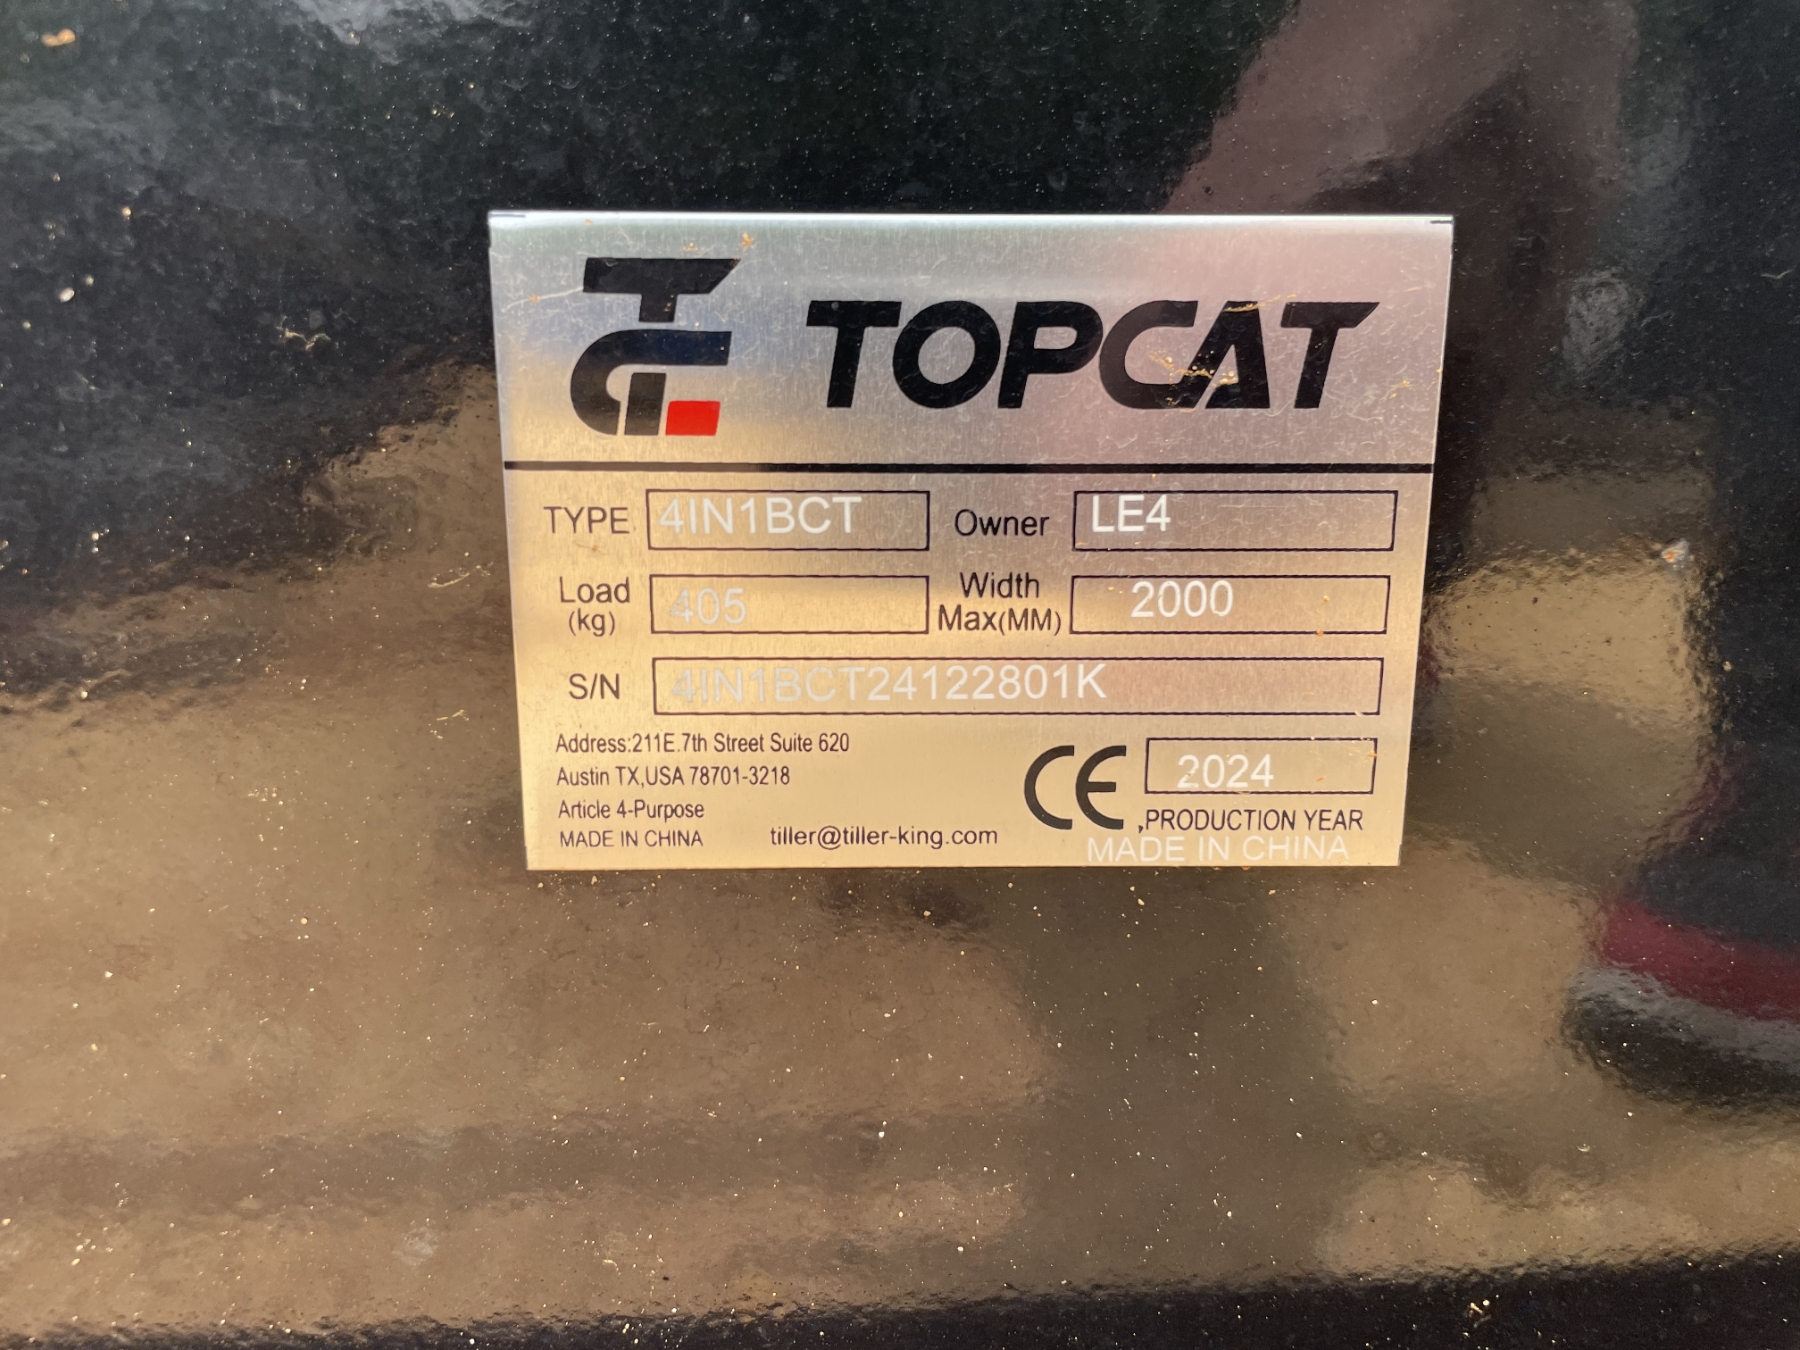 TOPCAT
TYPE 4IN1BCT Owner LE4
Load (kg) 405 Width Max(MM) 2000
S/N 4IN1BCT24122801K
Address:211E.7th Street Suite 620
Austin TX,USA 78701-3218
Article 4-Purpose
MADE IN CHINA tiller@tiller-king.com
CE 2024
,PRODUCTION YEAR
MADE IN CHINA